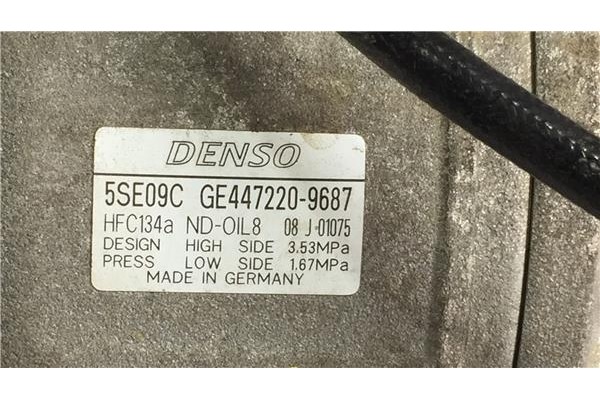 DENSO
5SE09C GE447220-9687
HFC134a ND-OIL8 08 J-01075
DESIGN HIGH SIDE 3.53MPa
PRESS LOW SIDE 1.67MPa
MADE IN GERMANY